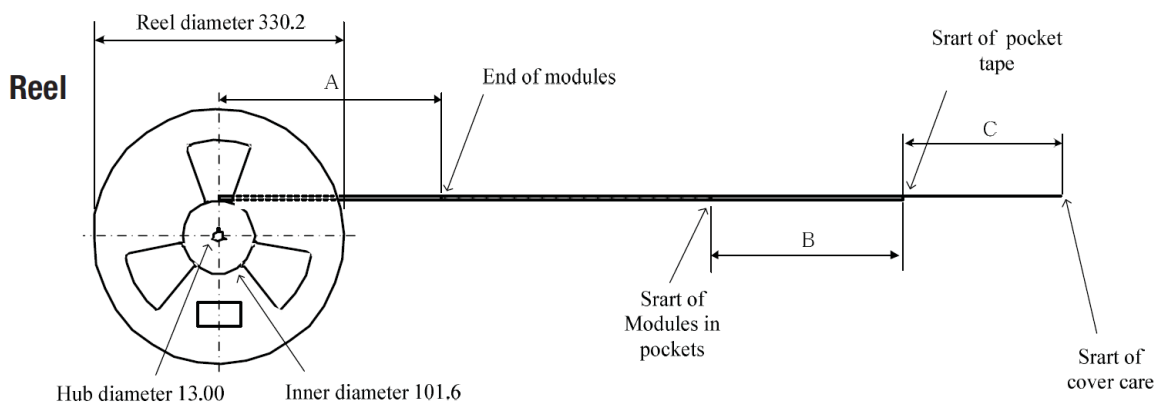 Reel diameter 330.2
Reel
A
End of modules
Srart of pocket
tape
C
B
Srart of
Modules in
pockets
Srart of
cover care
Hub diameter 13.00
Inner diameter 101.6